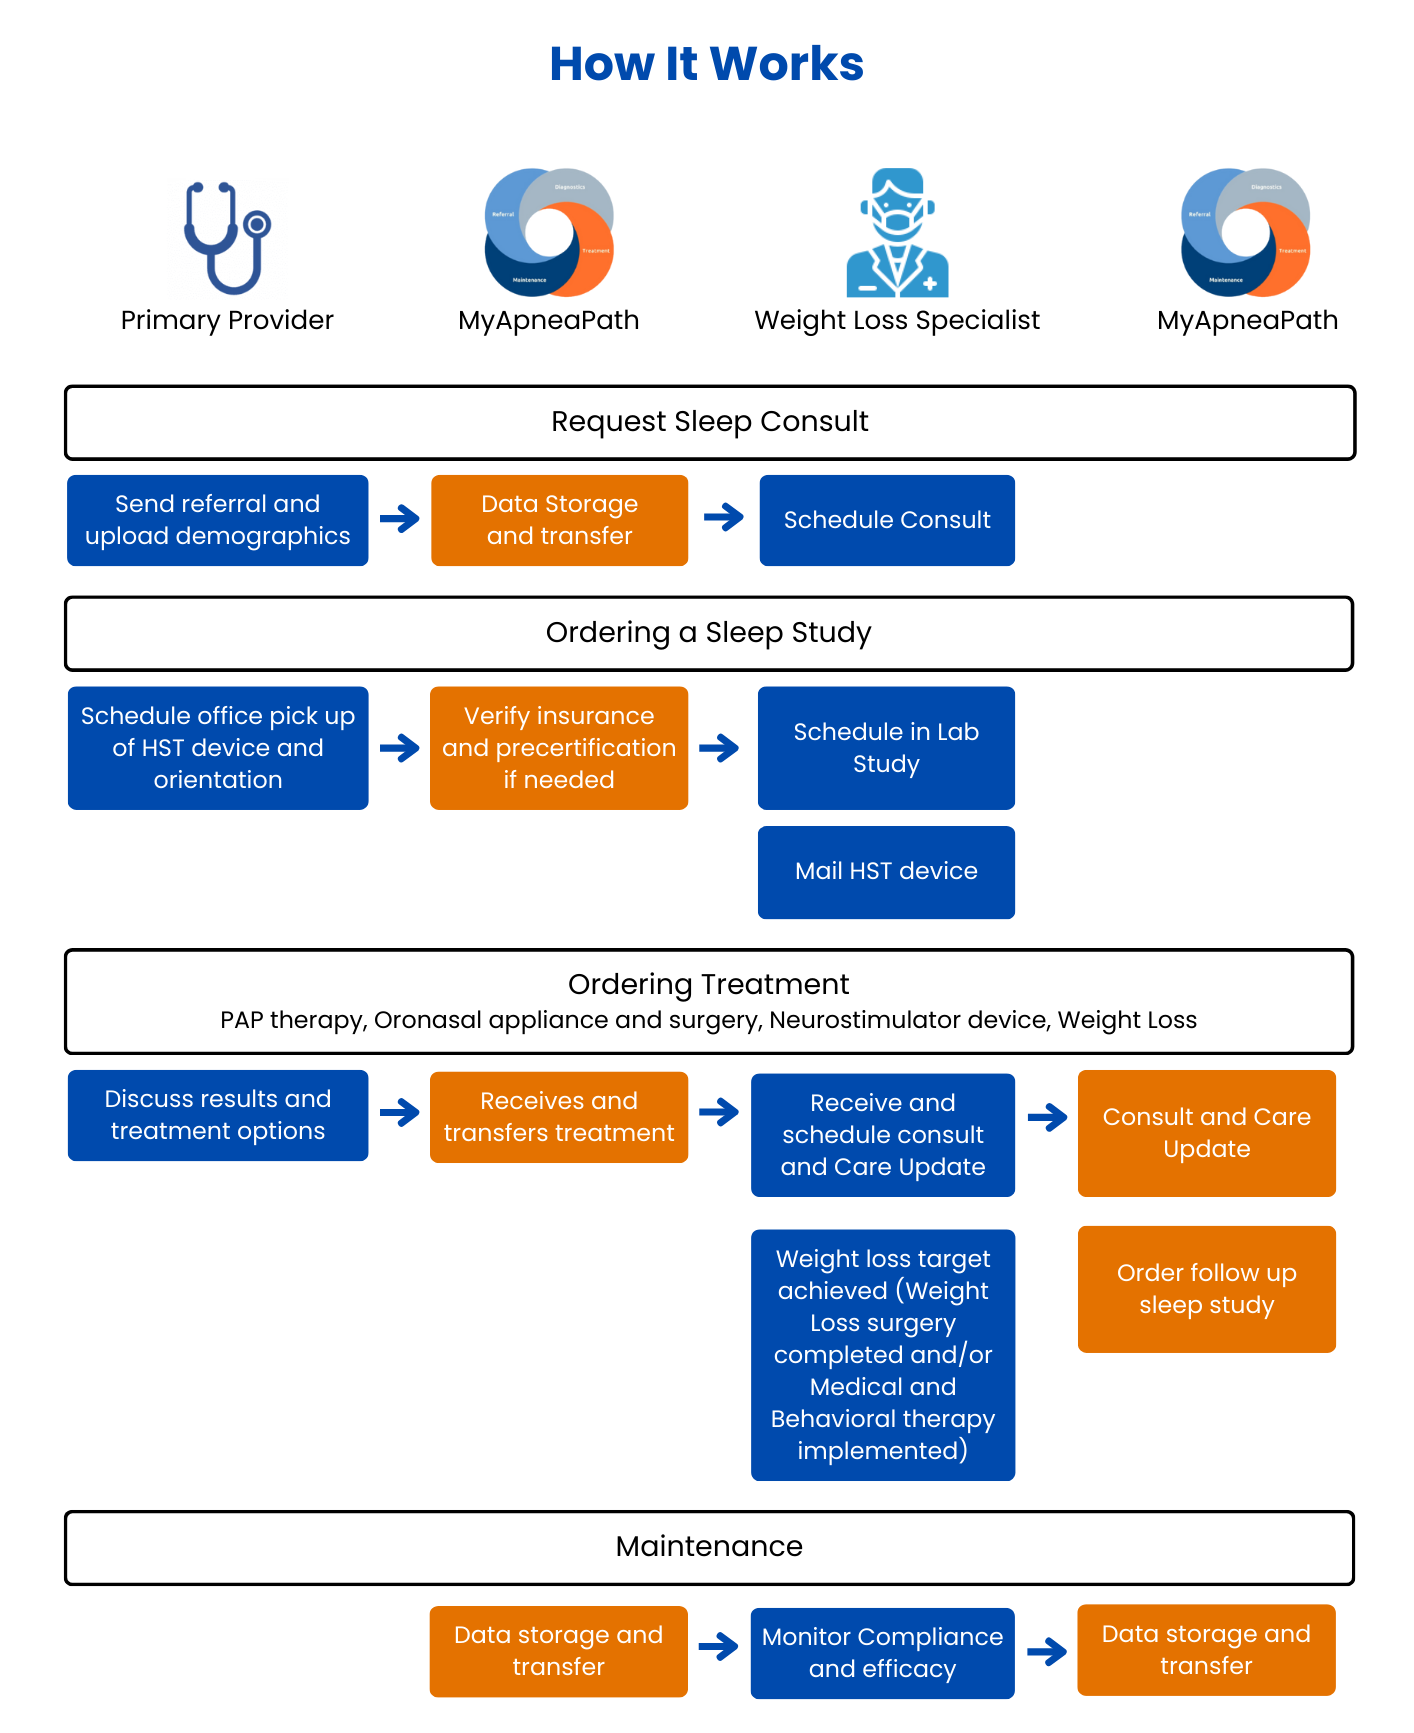 How It Works
Diagnostics
Referral
Treatment
Maintenance
Diagnostics
Referral
Treatment
Maintenance
Primary Provider
MyApneaPath
Weight Loss Specialist
MyApneaPath
Request Sleep Consult
Send referral and
upload demographics
Data Storage
and transfer
Schedule Consult
Ordering a Sleep Study
Schedule office pick up
of HST device and
orientation
Verify insurance
and precertification
if needed
Schedule in Lab
Study
Mail HST device
Ordering Treatment
PAP therapy, Oronasal appliance and surgery, Neurostimulator device, Weight Loss
Discuss results and
treatment options
Receives and
transfers treatment
Receive and
schedule consult
and Care Update
Consult and Care
Update
Weight loss target
achieved (Weight
Loss surgery
completed and/or
Medical and
Behavioral therapy
implemented)
Order follow up
sleep study
Maintenance
Data storage and
transfer
Monitor Compliance
and efficacy
Data storage and
transfer